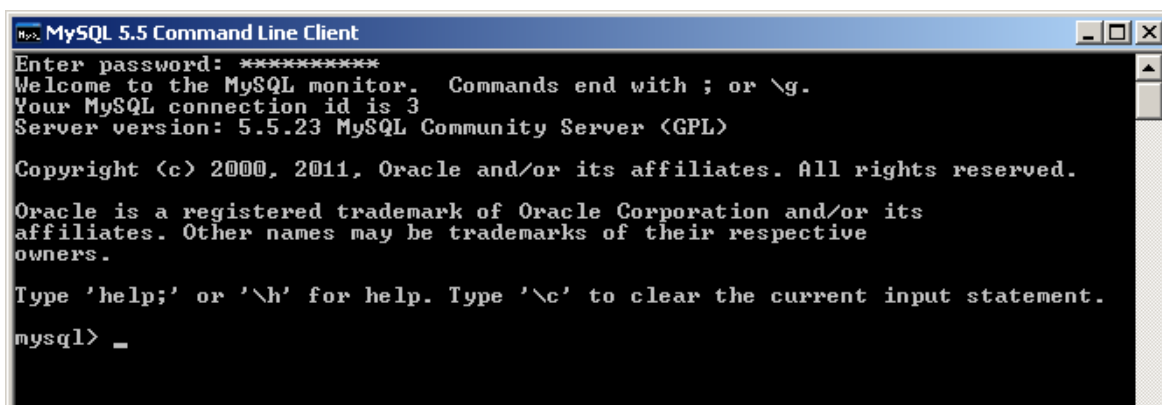 MySQL 5.5 Command Line Client
Enter password: **********
Welcome to the MySQL monitor.  Commands end with ; or \g.
Your MySQL connection id is 3
Server version: 5.5.23 MySQL Community Server (GPL)
Copyright (c) 2000, 2011, Oracle and/or its affiliates. All rights reserved.
Oracle is a registered trademark of Oracle Corporation and/or its
affiliates. Other names may be trademarks of their respective
owners.
Type 'help;' or '\h' for help. Type '\c' to clear the current input statement.
mysql> _